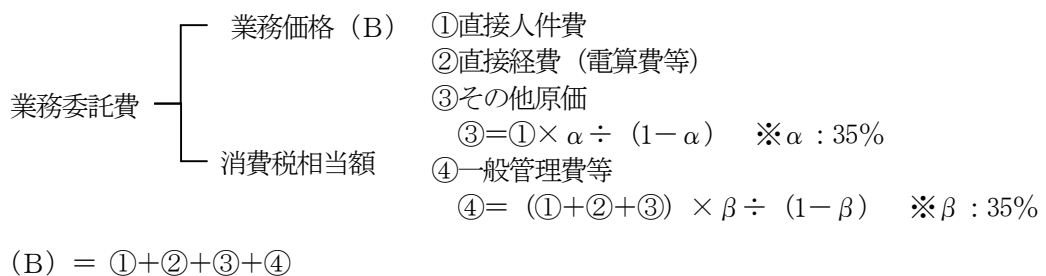 業務価格（B） ①直接人件費
②直接経費（電算費等）
業務委託費 ③その他原価
③＝①×α÷（1－α） ※α：35%
消費税相当額 ④一般管理費等
④＝（①＋②＋③）×β÷（1－β） ※β：35%
（B）＝ ①＋②＋③＋④